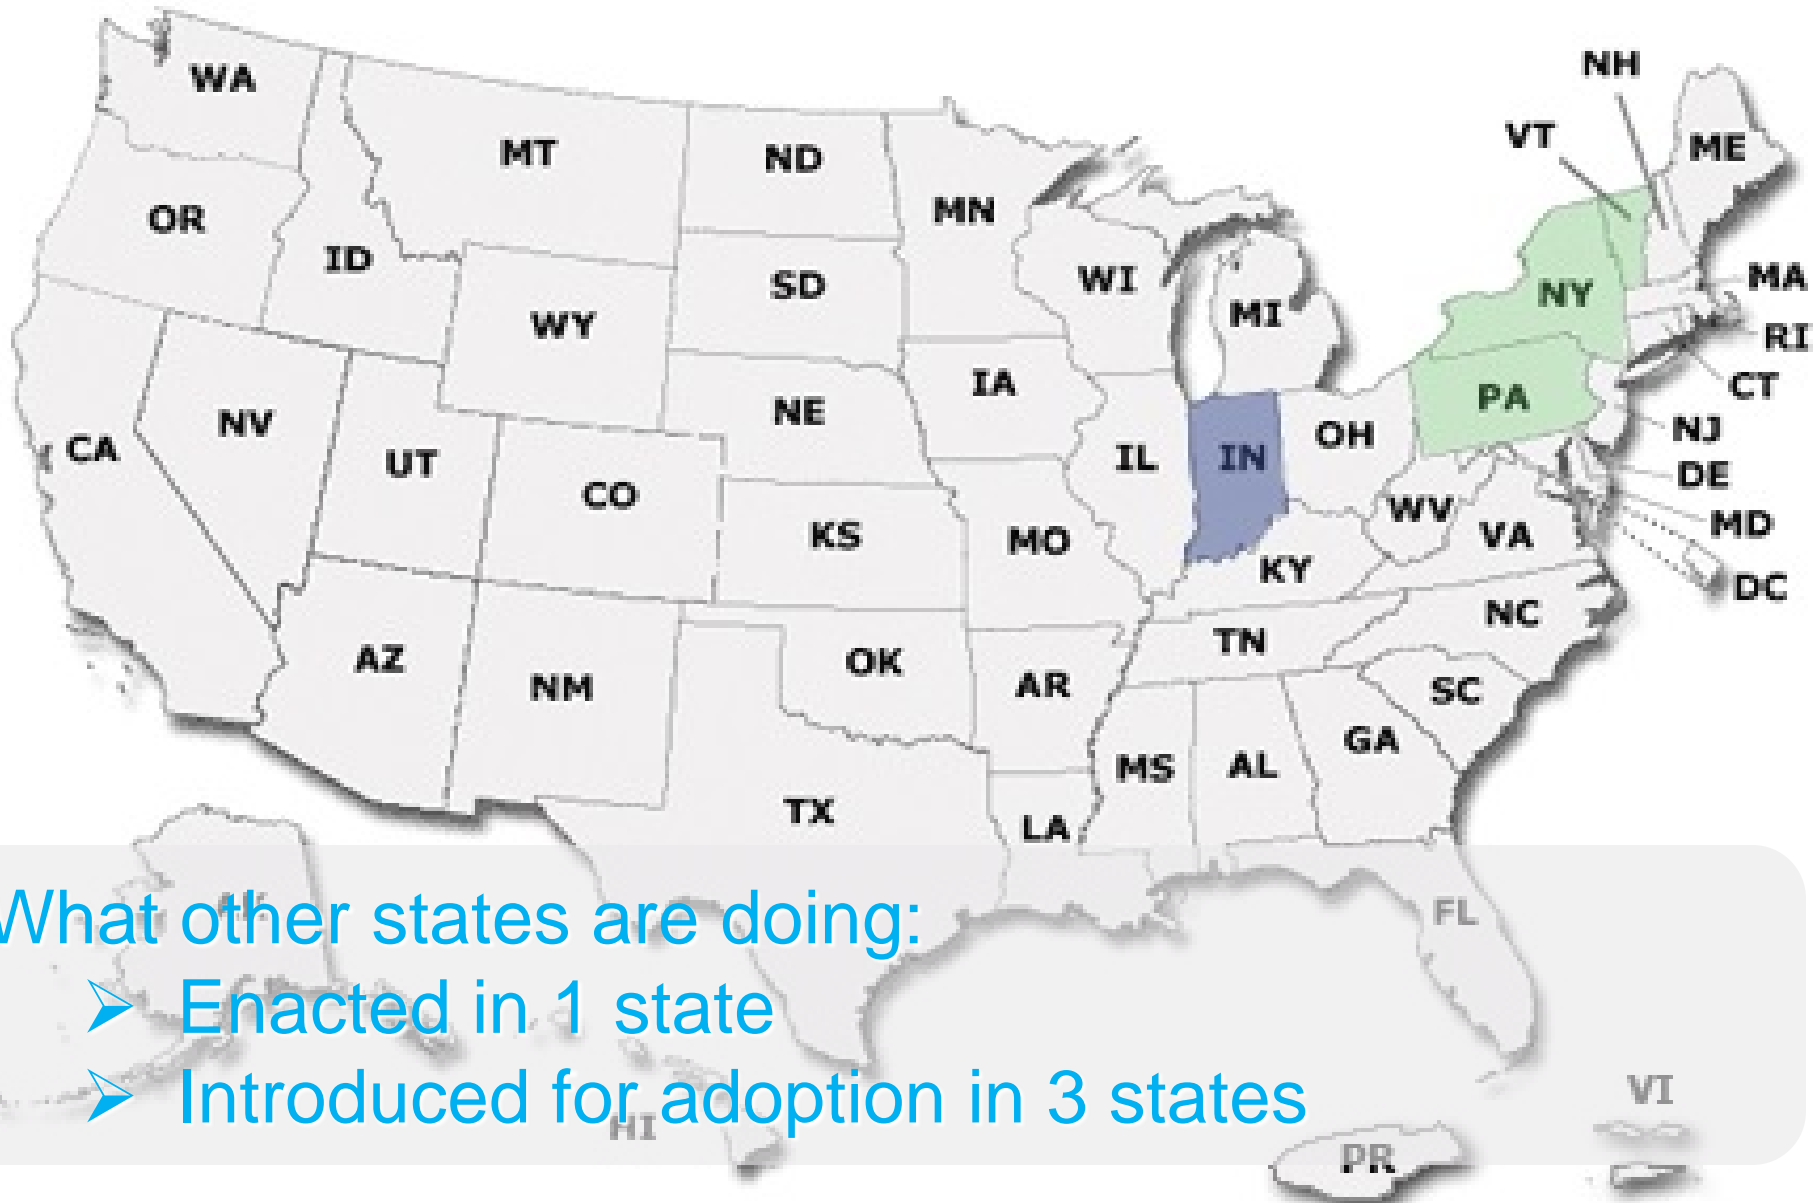 WA
NH
VT
ME
MT
ND
MN
OR
ID
SD
WI
MI
NY
MA
WY
RI
IA
CT
NE
PA
NV
NJ
CA
UT
IL
IN
OH
DE
CO
KS
MO
WV
VA
MD
KY
DC
NC
TN
AZ
NM
OK
AR
SC
GA
MS
AL
TX
LA
FL
What other states are doing:
➢ Enacted in 1 state
➢ Introduced for adoption in 3 states
VI
HI
PR